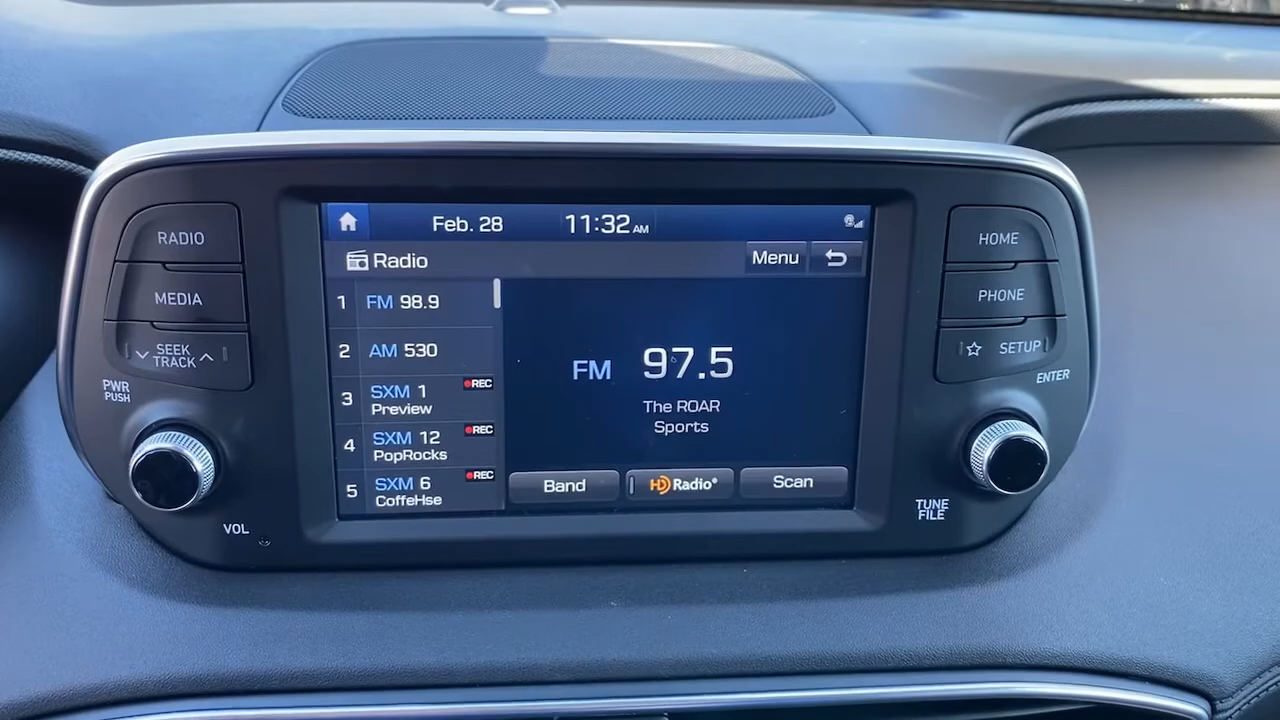 RADIO
MEDIA
SEEK
TRACK
PWR
PUSH
VOL
Feb. 28
11:32 AM
Radio
Menu
1 FM 98.9
2 AM 530
3 SXM 1 REC
Preview
4 SXM 12 REC
PopRocks
5 SXM 6 REC
CoffeHse
FM 97.5
The ROAR
Sports
Band
HD Radio®
Scan
HOME
PHONE
SETUP
ENTER
TUNE
FILE